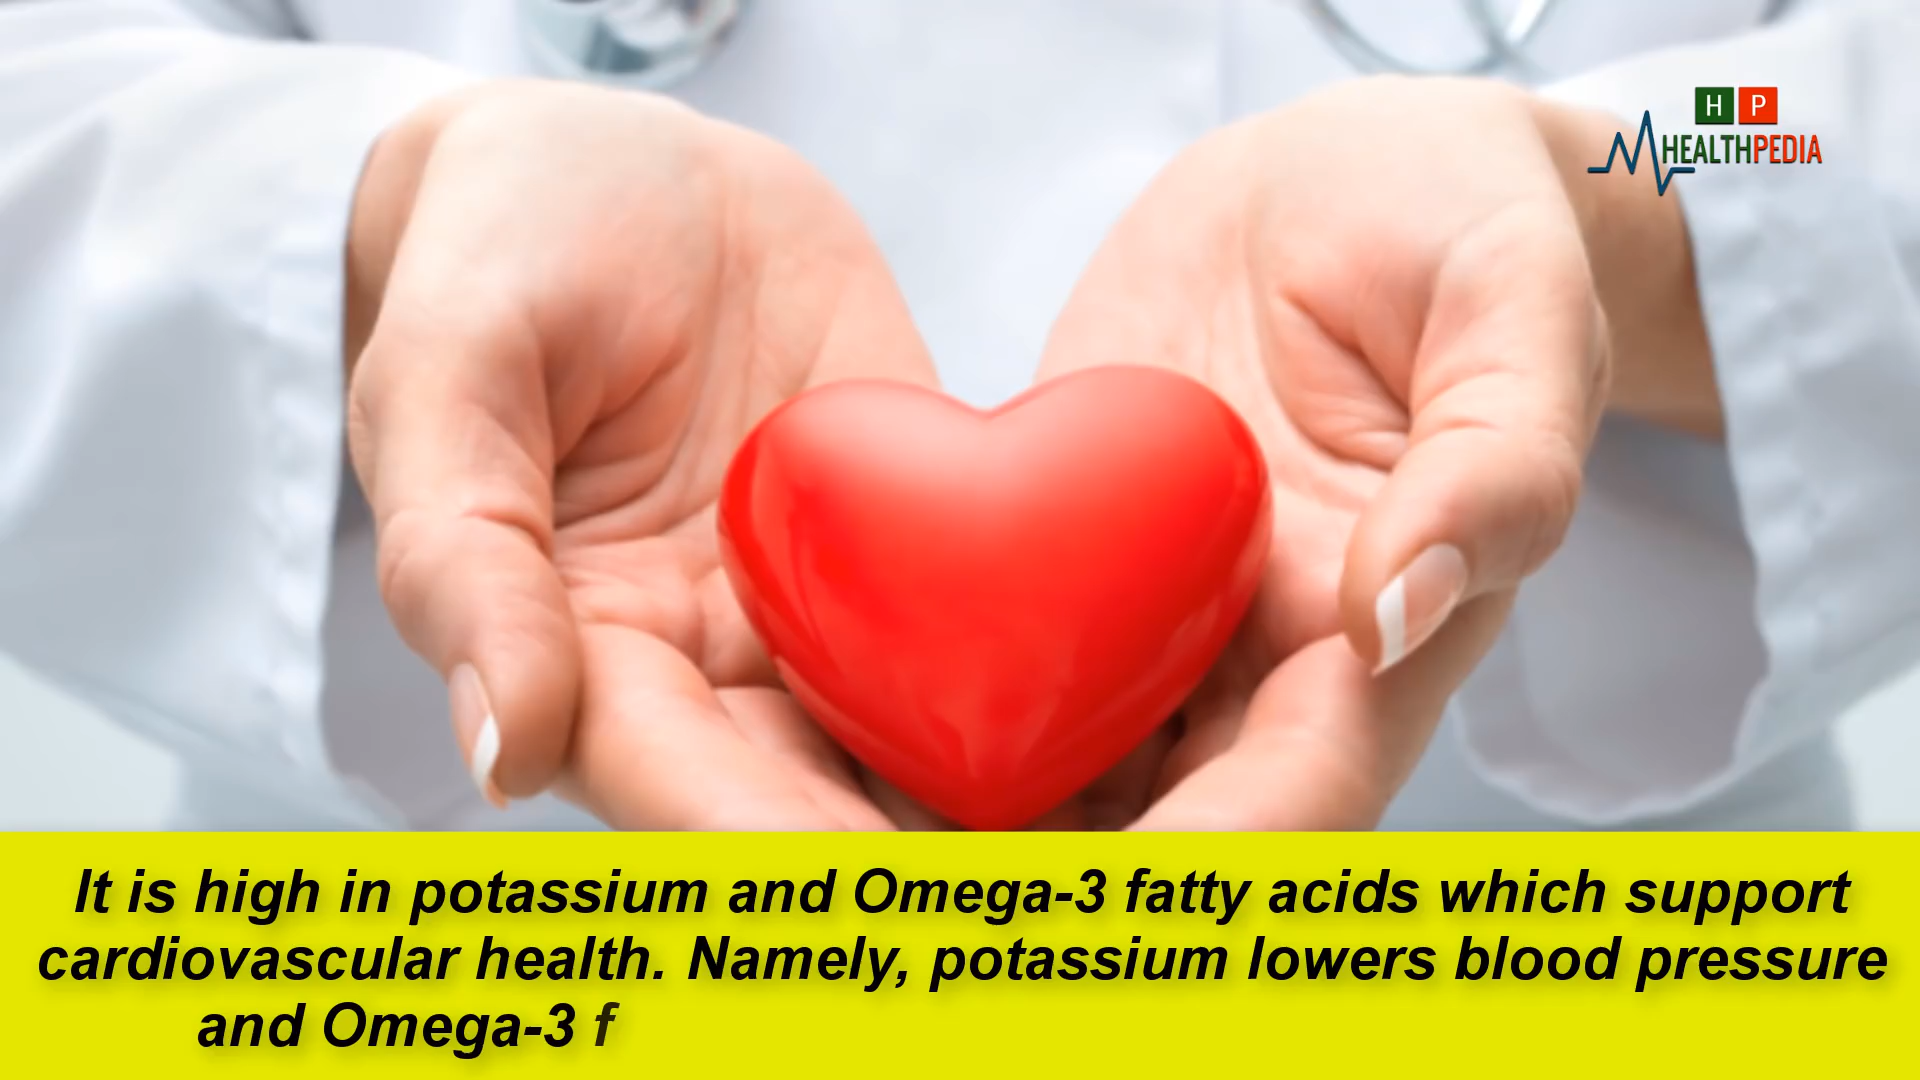 H P
HEALTHPEDIA
It is high in potassium and Omega-3 fatty acids which support
cardiovascular health. Namely, potassium lowers blood pressure
and Omega-3 f